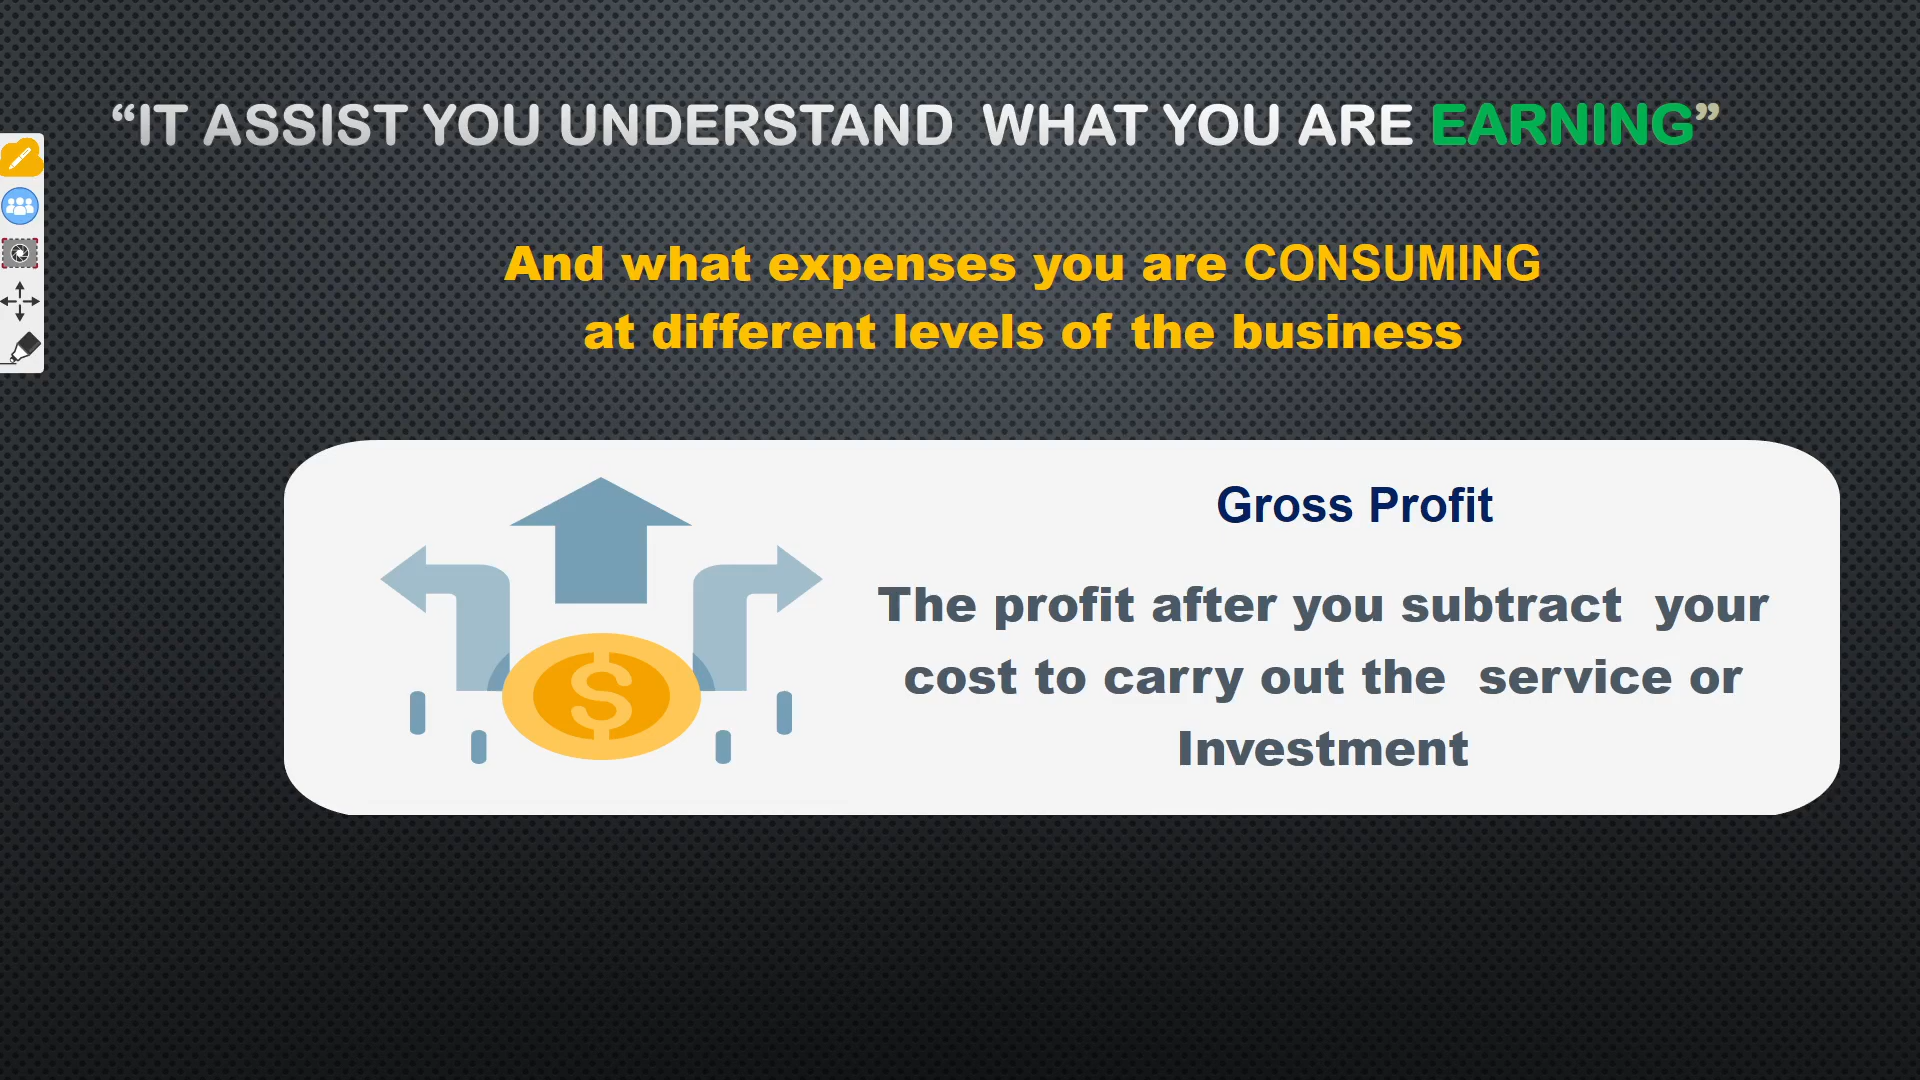 “IT ASSIST YOU UNDERSTAND WHAT YOU ARE EARNING”
And what expenses you are CONSUMING
at different levels of the business
Gross Profit
The profit after you subtract your
cost to carry out the service or
Investment
$